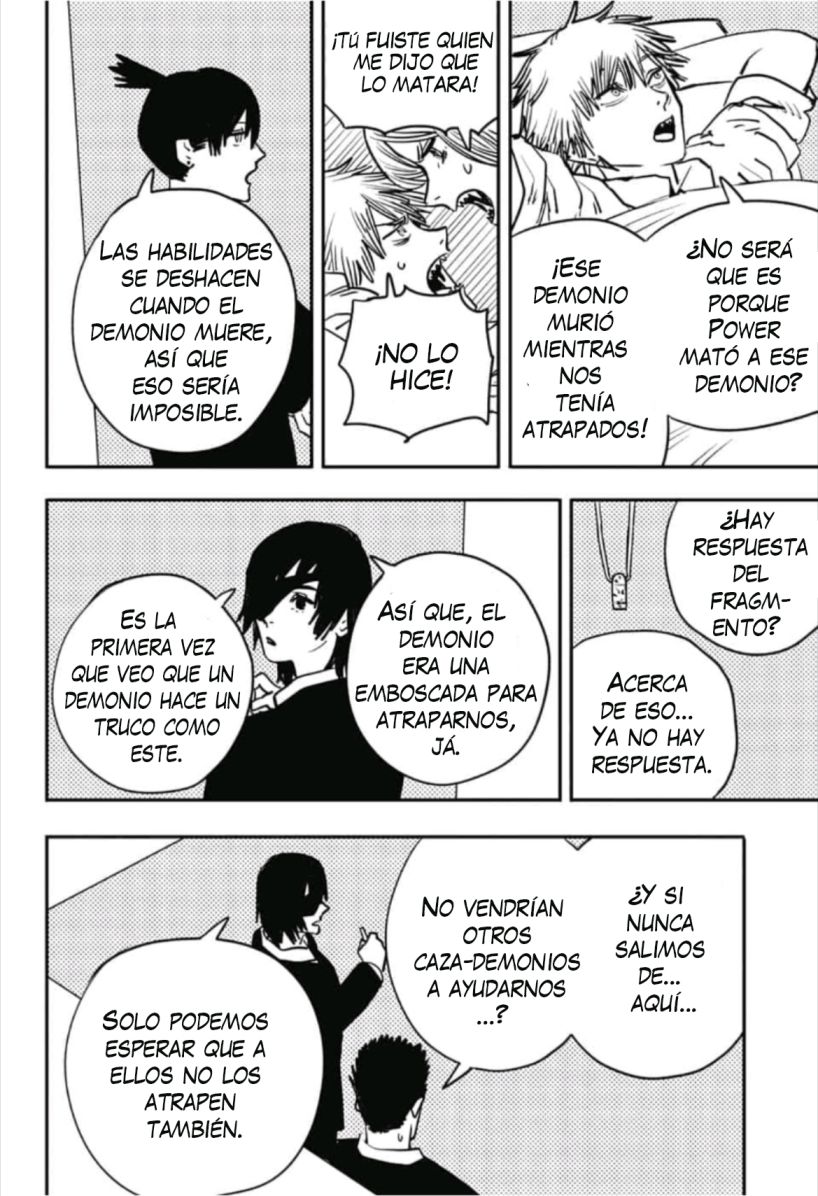 ¿NO SERÁ
QUE ES
PORQUE
POWER
MATÓ A ESE
DEMONIO?
¡ESE
DEMONIO
MURIÓ
MIENTRAS
NOS
TENÍA
ATRAPADOS!
¡TÚ FUISTE QUIEN
ME DIJO QUE
LO MATARA!
¡NO LO
HICE!
LAS HABILIDADES
SE DESHACEN
CUANDO EL
DEMONIO MUERE,
ASÍ QUE
ESO SERÍA
IMPOSIBLE.
¿HAY
RESPUESTA
DEL
FRAGM-
ENTO?
ACERCA
DE ESO...
YA NO HAY
RESPUESTA.
ASÍ QUE, EL
DEMONIO
ERA UNA
EMBOSCADA PARA
ATRAPARNOS,
JÁ.
ES LA
PRIMERA VEZ
QUE VEO QUE UN
DEMONIO HACE UN
TRUCO COMO
ESTE.
¿Y SI
NUNCA
SALIMOS
DE...
AQUÍ...
NO VENDRÍAN
OTROS
CAZA-DEMONIOS
A AYUDARNOS
...?
SOLO PODEMOS
ESPERAR QUE A
ELLOS NO LOS
ATRAPEN
TAMBIÉN.